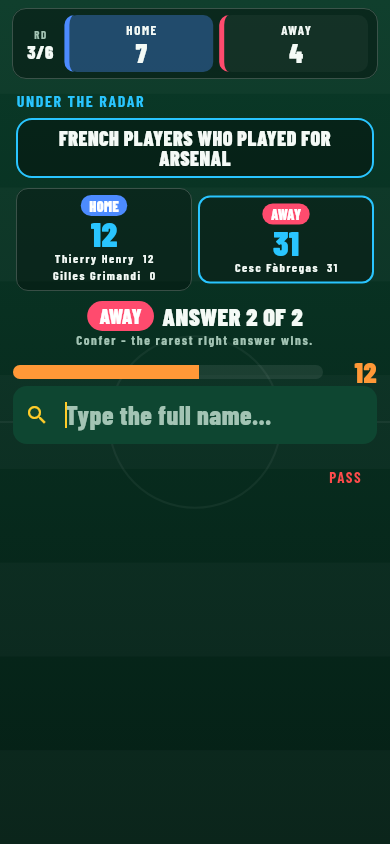 RD
3/6
HOME
7
AWAY
4
UNDER THE RADAR
FRENCH PLAYERS WHO PLAYED FOR
ARSENAL
HOME
12
Thierry Henry 12
Gilles Grimandi 0
AWAY
31
Cesc Fàbregas 31
AWAY ANSWER 2 OF 2
Confer – the rarest right answer wins.
12
Type the full name...
PASS